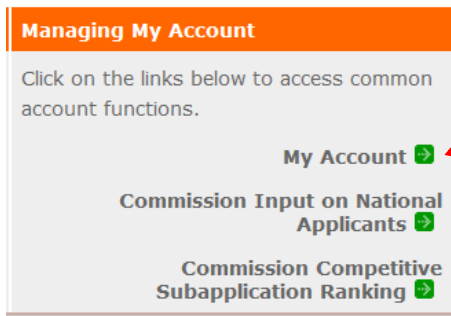 Managing My Account
Click on the links below to access common
account functions.
My Account
Commission Input on National
Applicants
Commission Competitive
Subapplication Ranking